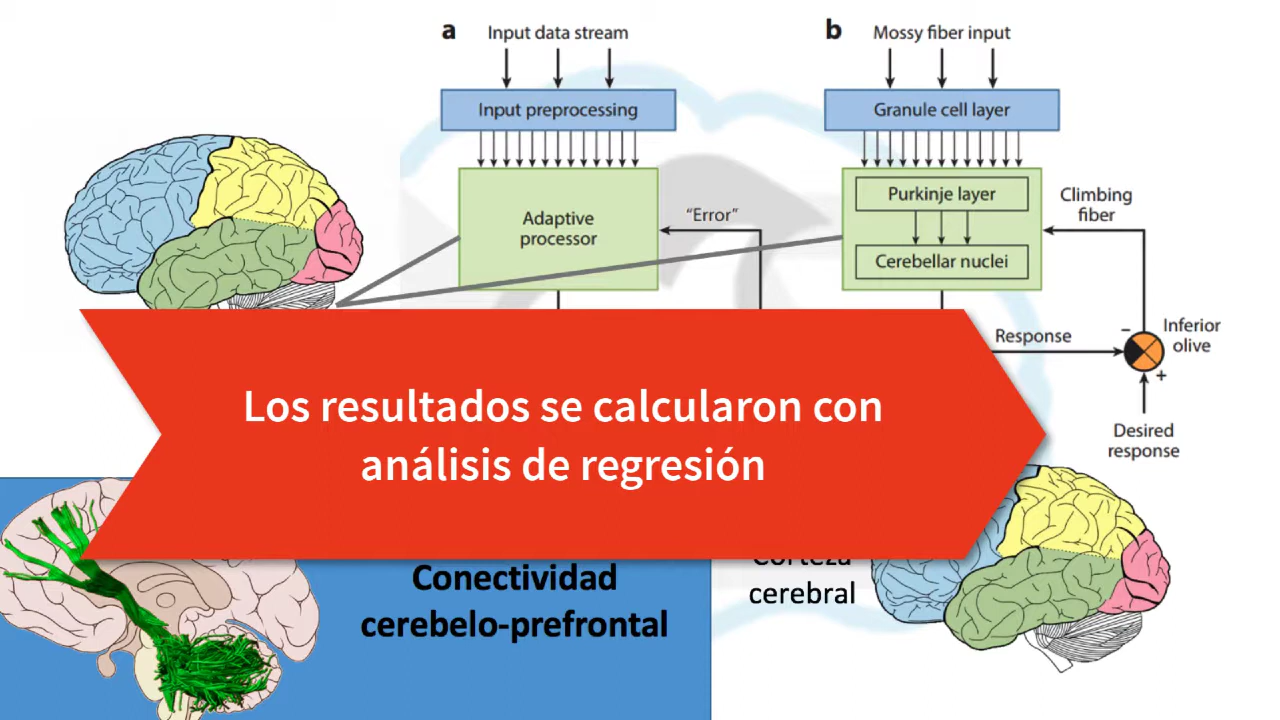 a
Input data stream
Input preprocessing
Adaptive
processor
"Error"
b
Mossy fiber input
Granule cell layer
Purkinje layer
Cerebellar nuclei
Climbing
fiber
Response
−
Inferior
olive
+
Desired
response
Los resultados se calcularon con
análisis de regresión
Conectividad
cerebelo-prefrontal
Corteza
cerebral